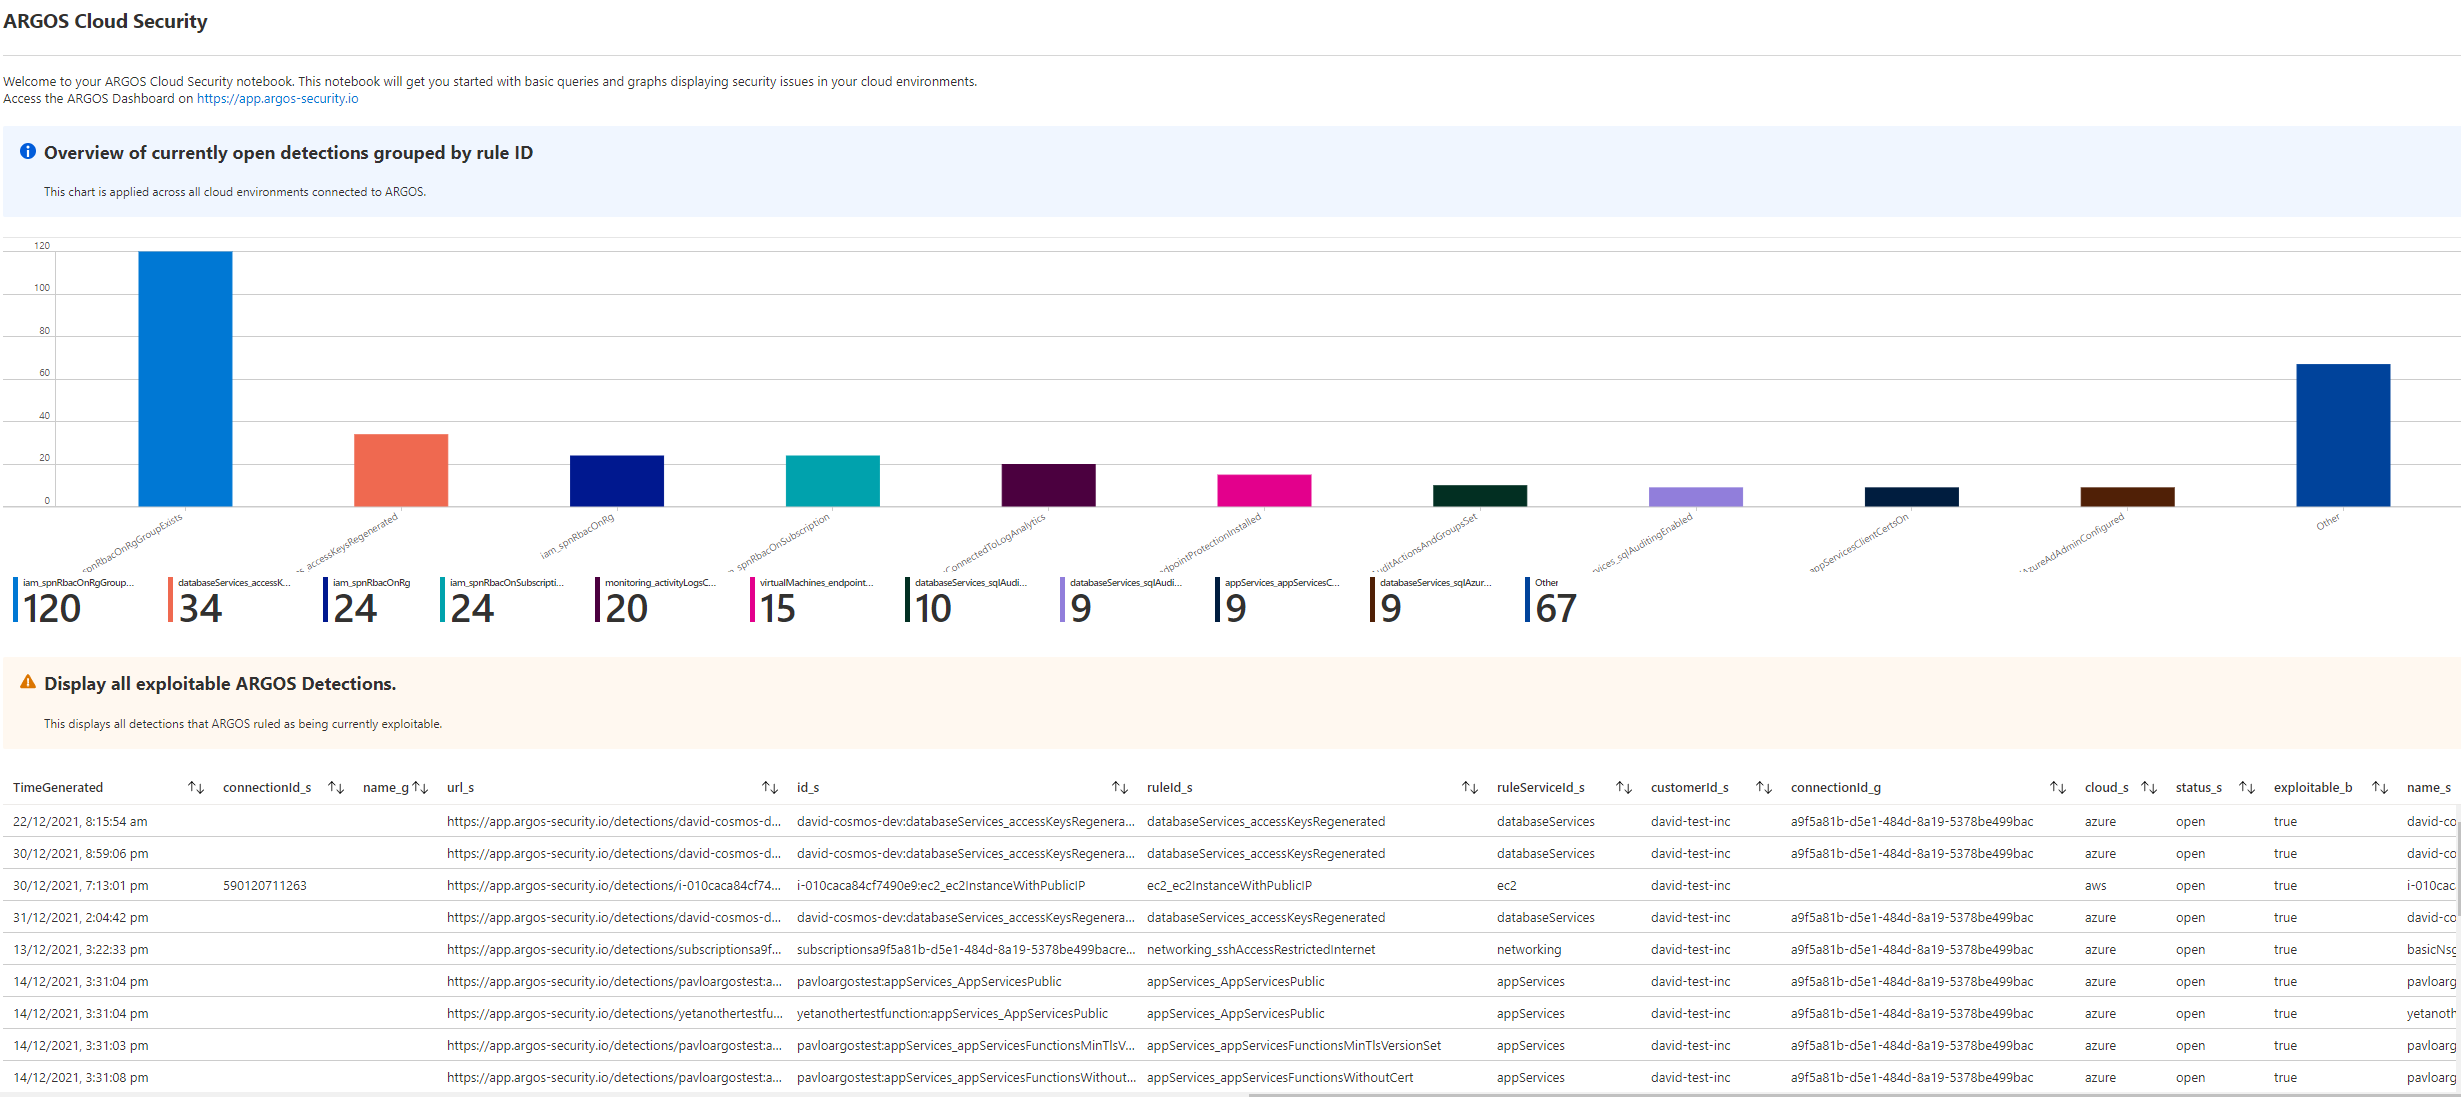 ARGOS Cloud Security
Welcome to your ARGOS Cloud Security notebook. This notebook will get you started with basic queries and graphs displaying security issues in your cloud environments.
Access the ARGOS Dashboard on https://app.argos-security.io
Overview of currently open detections grouped by rule ID
This chart is applied across all cloud environments connected to ARGOS.
120
100
80
60
40
20
0
spnRbacOnRgGroupExists
s_accessKeysRegenerated
iam_spnRbacOnRg
_spnRbacOnSubscription
ConnectedToLogAnalytics
dpointProtectionInstalled
AuditActionsAndGroupsSet
vices_sqlAuditingEnabled
appServicesClientCertsOn
AzureAdAdminConfigured
Other
iam_spnRbacOnRgGroup... databaseServices_accessK... iam_spnRbacOnRg iam_spnRbacOnSubscripti... monitoring_activityLogsC... virtualMachines_endpoint... databaseServices_sqlAudi... databaseServices_sqlAudi... appServices_appServicesC... databaseServices_sqlAzur... Other
120 34 24 24 20 15 10 9 9 9 67
Display all exploitable ARGOS Detections.
This displays all detections that ARGOS ruled as being currently exploitable.
TimeGenerated connectionId_s name_g url_s id_s ruleId_s ruleServiceId_s customerId_s connectionId_g cloud_s status_s exploitable_b name_s
22/12/2021, 8:15:54 am https://app.argos-security.io/detections/david-cosmos-d... david-cosmos-dev:databaseServices_accessKeysRegenera... databaseServices_accessKeysRegenerated databaseServices david-test-inc a9f5a81b-d5e1-484d-8a19-5378be499bac azure open true david-co
30/12/2021, 8:59:06 pm https://app.argos-security.io/detections/david-cosmos-d... david-cosmos-dev:databaseServices_accessKeysRegenera... databaseServices_accessKeysRegenerated databaseServices david-test-inc a9f5a81b-d5e1-484d-8a19-5378be499bac azure open true david-co
30/12/2021, 7:13:01 pm 590120711263 https://app.argos-security.io/detections/i-010caca84cf74... i-010caca84cf7490e9:ec2_ec2InstanceWithPublicIP ec2_ec2InstanceWithPublicIP ec2 david-test-inc aws open true i-010cac
31/12/2021, 2:04:42 pm https://app.argos-security.io/detections/david-cosmos-d... david-cosmos-dev:databaseServices_accessKeysRegenera... databaseServices_accessKeysRegenerated databaseServices david-test-inc a9f5a81b-d5e1-484d-8a19-5378be499bac azure open true david-co
13/12/2021, 3:22:33 pm https://app.argos-security.io/detections/subscriptionsa9f... subscriptionsa9f5a81b-d5e1-484d-8a19-5378be499bacre... networking_sshAccessRestrictedInternet networking david-test-inc a9f5a81b-d5e1-484d-8a19-5378be499bac azure open true basicNsg
14/12/2021, 3:31:04 pm https://app.argos-security.io/detections/pavloargostest:a... pavloargostest:appServices_AppServicesPublic appServices_AppServicesPublic appServices david-test-inc a9f5a81b-d5e1-484d-8a19-5378be499bac azure open true pavloarg
14/12/2021, 3:31:04 pm https://app.argos-security.io/detections/yetanothertestfu... yetanothertestfunction:appServices_AppServicesPublic appServices_AppServicesPublic appServices david-test-inc a9f5a81b-d5e1-484d-8a19-5378be499bac azure open true yetanoth
14/12/2021, 3:31:03 pm https://app.argos-security.io/detections/pavloargostest:a... pavloargostest:appServices_appServicesFunctionsMinTlsV... appServices_appServicesFunctionsMinTlsVersionSet appServices david-test-inc a9f5a81b-d5e1-484d-8a19-5378be499bac azure open true pavloarg
14/12/2021, 3:31:08 pm https://app.argos-security.io/detections/pavloargostest:a... pavloargostest:appServices_appServicesFunctionsWithout... appServices_appServicesFunctionsWithoutCert appServices david-test-inc a9f5a81b-d5e1-484d-8a19-5378be499bac azure open true pavloarg